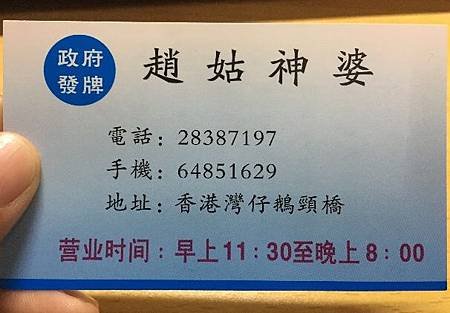 政府
發牌
趙姑神婆
電話：28387197
手機：64851629
地址：香港灣仔鵝頸橋
营业时间：早上11：30至晚上8：00